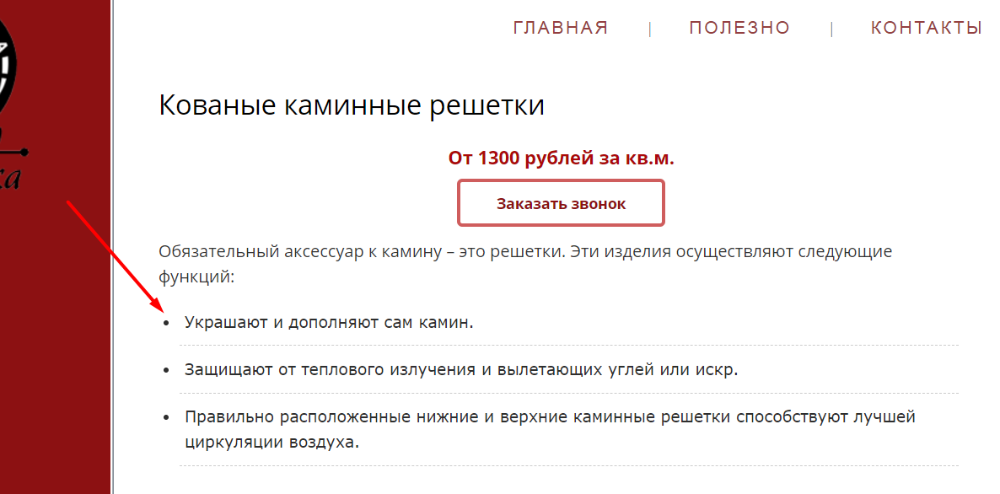 ГЛАВНАЯ | ПОЛЕЗНО | КОНТАКТЫ
Кованые каминные решетки
От 1300 рублей за кв.м.
Заказать звонок
Обязательный аксессуар к камину – это решетки. Эти изделия осуществляют следующие
функций:
• Украшают и дополняют сам камин.
• Защищают от теплового излучения и вылетающих углей или искр.
• Правильно расположенные нижние и верхние каминные решетки способствуют лучшей
циркуляции воздуха.